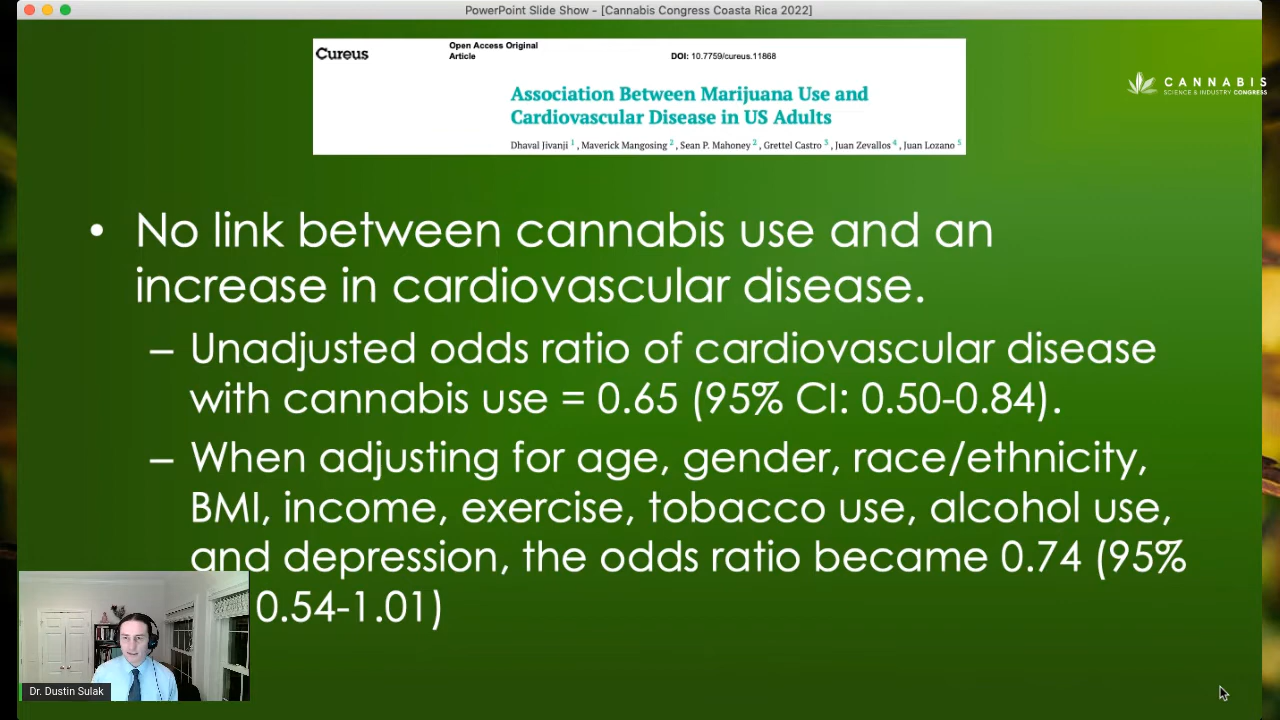 PowerPoint Slide Show - [Cannabis Congress Coasta Rica 2022]
Cureus
Open Access Original
Article
DOI: 10.7759/cureus.11868
Association Between Marijuana Use and
Cardiovascular Disease in US Adults
Dhaval Jivanji 1 , Maverick Mangosing 2 , Sean P. Mahoney 2 , Grettel Castro 3 , Juan Zevallos 4 , Juan Lozano 5
CANNABIS
SCIENCE & INDUSTRY CONGRESS
• No link between cannabis use and an
increase in cardiovascular disease.
– Unadjusted odds ratio of cardiovascular disease
with cannabis use = 0.65 (95% CI: 0.50-0.84).
– When adjusting for age, gender, race/ethnicity,
BMI, income, exercise, tobacco use, alcohol use,
and depression, the odds ratio became 0.74 (95%
0.54-1.01)
Dr. Dustin Sulak